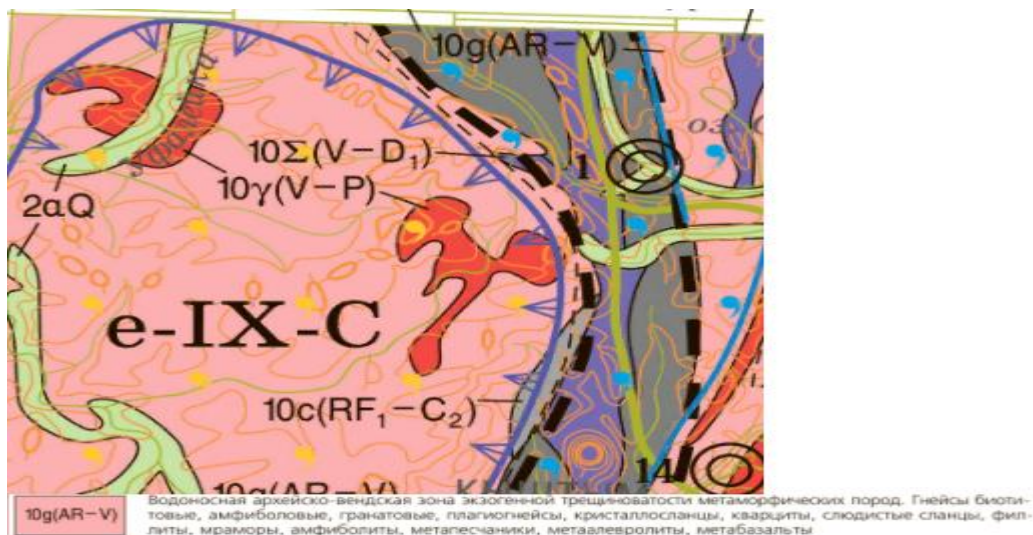 10g(AR–V)
10Σ(V–D₁)
1
10γ(V–P)
2aQ
e-IX-C
10c(RF₁–C₂)
14
10g(AR–V)
10g(AR–V)
Водоносная архейско-вендская зона экзогенной трещиноватости метаморфических пород. Гнейсы биоти-
товые, амфиболовые, гранатовые, плагиогнейсы, кристаллосланцы, кварциты, слюдистые сланцы, фил-
литы, мраморы, амфиболиты, метапесчаники, метаалевролиты, метабазальты